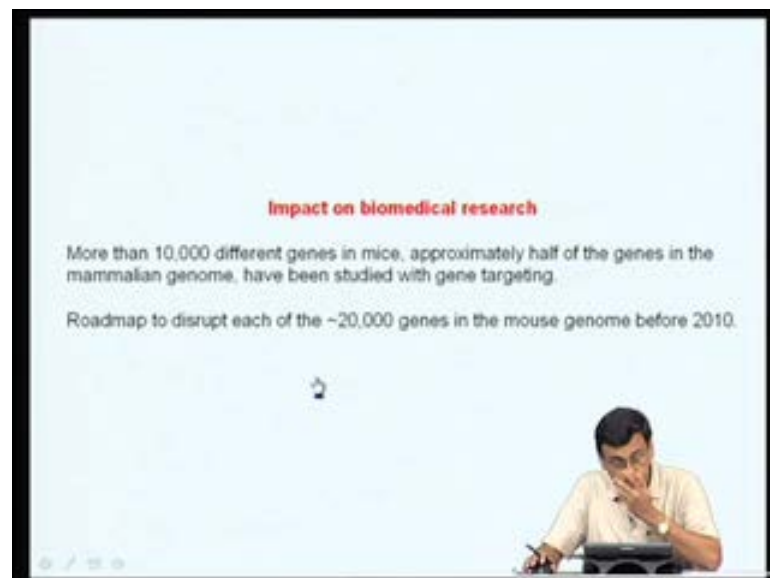 Impact on biomedical research
More than 10,000 different genes in mice, approximately half of the genes in the
mammalian genome, have been studied with gene targeting.
Roadmap to disrupt each of the ~20,000 genes in the mouse genome before 2010.